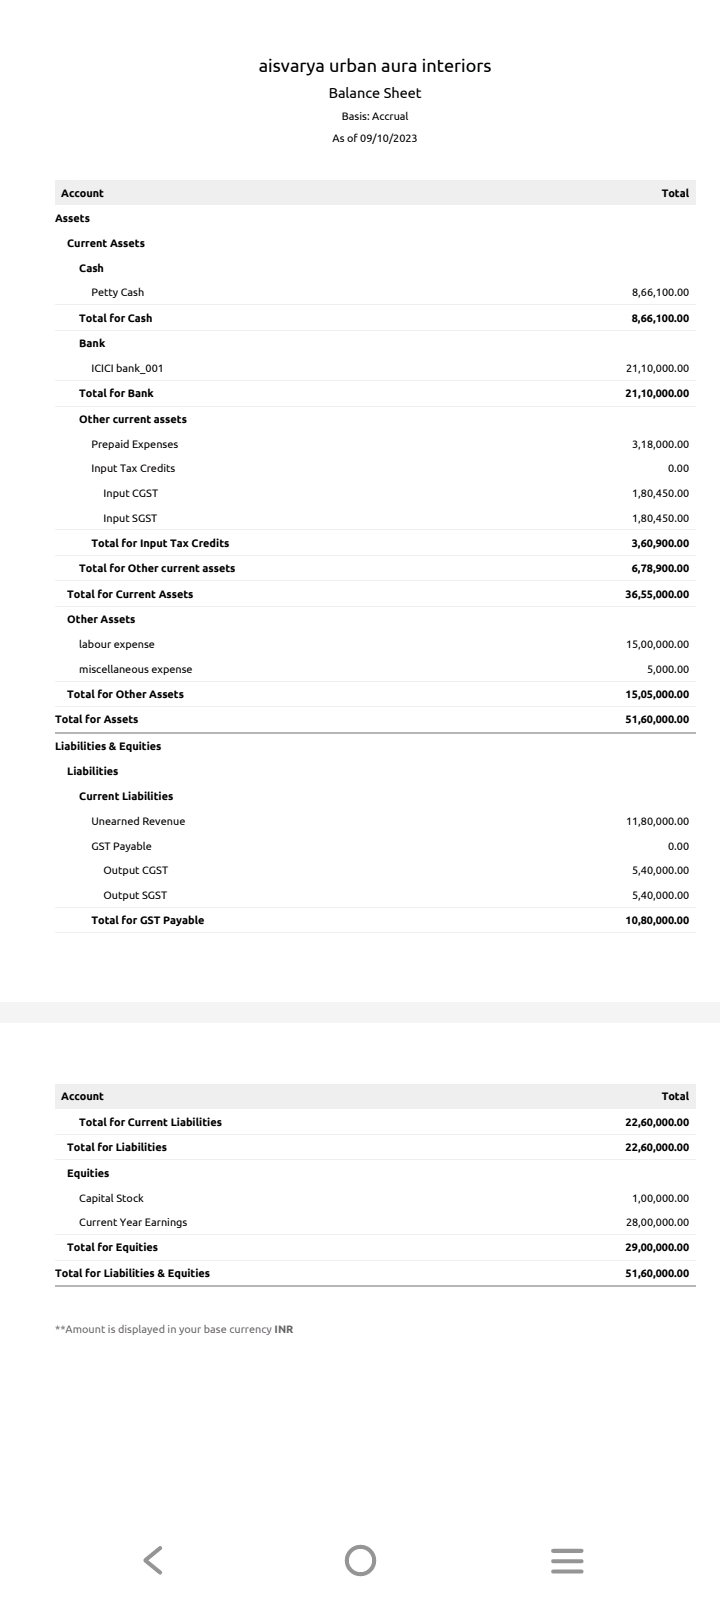 aisvarya urban aura interiors
Balance Sheet
Basis: Accrual
As of 09/10/2023
Account Total
Assets
Current Assets
Cash
Petty Cash 8,66,100.00
Total for Cash 8,66,100.00
Bank
ICICI bank_001 21,10,000.00
Total for Bank 21,10,000.00
Other current assets
Prepaid Expenses 3,18,000.00
Input Tax Credits 0.00
Input CGST 1,80,450.00
Input SGST 1,80,450.00
Total for Input Tax Credits 3,60,900.00
Total for Other current assets 6,78,900.00
Total for Current Assets 36,55,000.00
Other Assets
labour expense 15,00,000.00
miscellaneous expense 5,000.00
Total for Other Assets 15,05,000.00
Total for Assets 51,60,000.00
Liabilities & Equities
Liabilities
Current Liabilities
Unearned Revenue 11,80,000.00
GST Payable 0.00
Output CGST 5,40,000.00
Output SGST 5,40,000.00
Total for GST Payable 10,80,000.00
Account Total
Total for Current Liabilities 22,60,000.00
Total for Liabilities 22,60,000.00
Equities
Capital Stock 1,00,000.00
Current Year Earnings 28,00,000.00
Total for Equities 29,00,000.00
Total for Liabilities & Equities 51,60,000.00
**Amount is displayed in your base currency INR